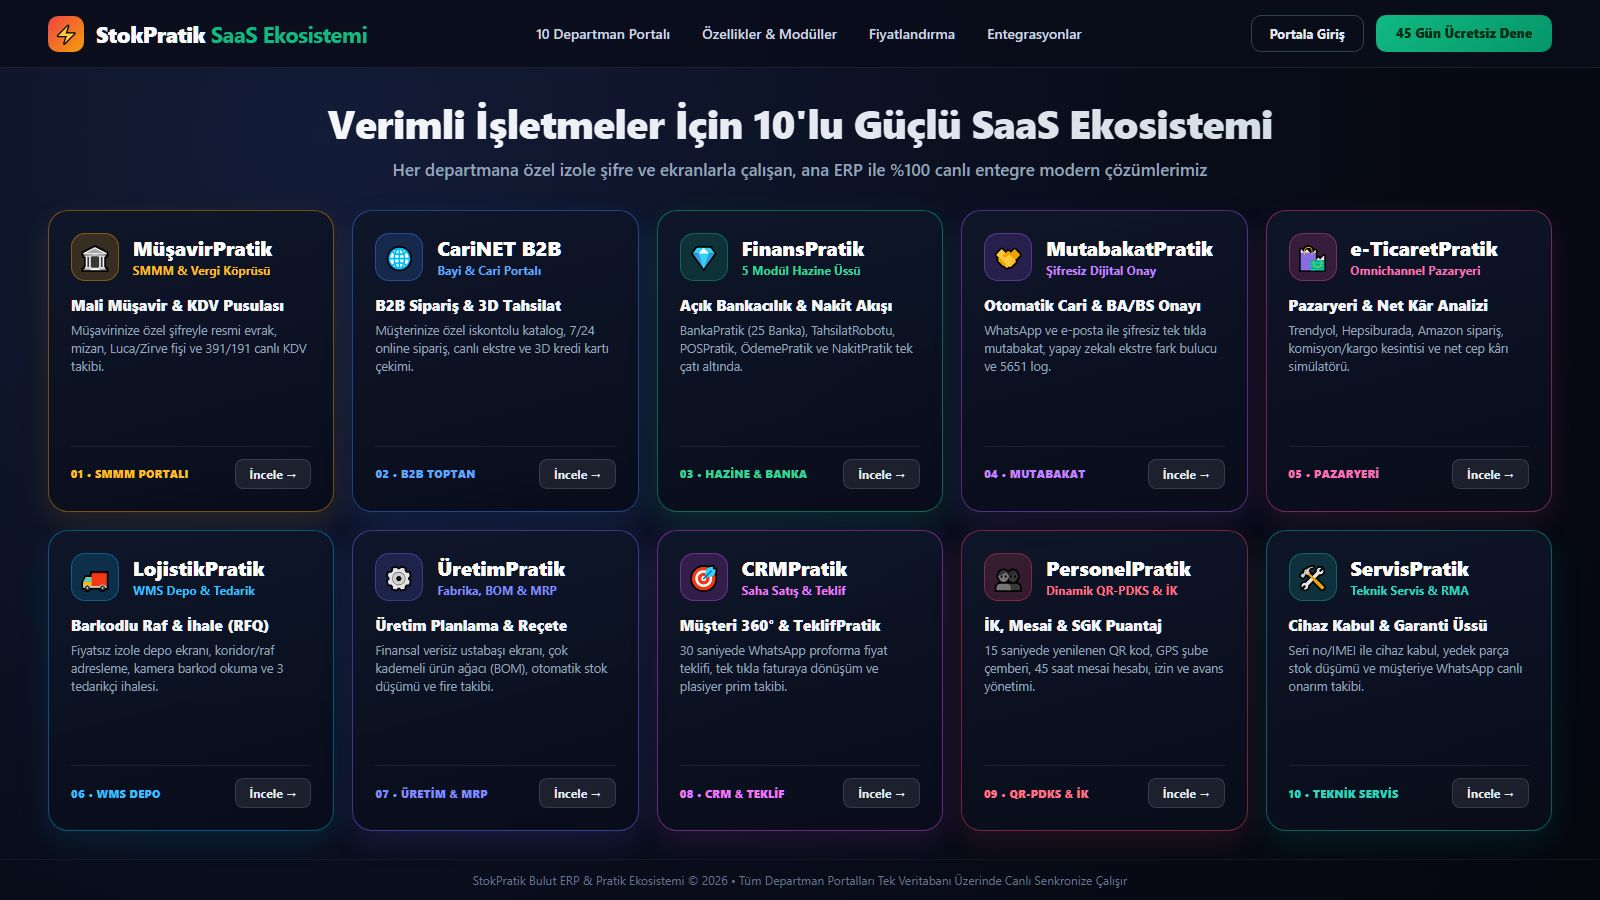 StokPratik SaaS Ekosistemi
10 Departman Portalı
Özellikler & Modüller
Fiyatlandırma
Entegrasyonlar
Portala Giriş
45 Gün Ücretsiz Dene
Verimli İşletmeler İçin 10'lu Güçlü SaaS Ekosistemi
Her departmana özel izole şifre ve ekranlarla çalışan, ana ERP ile %100 canlı entegre modern çözümlerimiz
MüşavirPratik
SMMM & Vergi Köprüsü
Mali Müşavir & KDV Pusulası
Müşavirinize özel şifreyle resmi evrak,
mizan, Luca/Zirve fişi ve 391/191 canlı KDV
takibi.
01 • SMMM PORTALI
İncele →
CariNET B2B
Bayi & Cari Portalı
B2B Sipariş & 3D Tahsilat
Müşterinize özel iskontolu katalog, 7/24
online sipariş, canlı ekstre ve 3D kredi kartı
çekimi.
02 • B2B TOPTAN
İncele →
FinansPratik
5 Modül Hazine Üssü
Açık Bankacılık & Nakit Akışı
BankaPratik (25 Banka), TahsilatRobotu,
POSPratik, ÖdemePratik ve NakitPratik tek
çatı altında.
03 • HAZİNE & BANKA
İncele →
MutabakatPratik
Şifresiz Dijital Onay
Otomatik Cari & BA/BS Onayı
WhatsApp ve e-posta ile şifresiz tek tıkla
mutabakat, yapay zekalı ekstre fark bulucu
ve 5651 log.
04 • MUTABAKAT
İncele →
e-TicaretPratik
Omnichannel Pazaryeri
Pazaryeri & Net Kâr Analizi
Trendyol, Hepsiburada, Amazon sipariş,
komisyon/kargo kesintisi ve net cep kârı
simülatörü.
05 • PAZARYERİ
İncele →
LojistikPratik
WMS Depo & Tedarik
Barkodlu Raf & İhale (RFQ)
Fiyatsız izole depo ekranı, koridor/raf
adresleme, kamera barkod okuma ve 3
tedarikçi ihalesi.
06 • WMS DEPO
İncele →
ÜretimPratik
Fabrika, BOM & MRP
Üretim Planlama & Reçete
Finansal verisiz ustabaşı ekranı, çok
kademeli ürün ağacı (BOM), otomatik stok
düşümü ve fire takibi.
07 • ÜRETİM & MRP
İncele →
CRMPratik
Saha Satış & Teklif
Müşteri 360° & TeklifPratik
30 saniyede WhatsApp proforma fiyat
teklifi, tek tıkla faturaya dönüşüm ve
plasiyer prim takibi.
08 • CRM & TEKLİF
İncele →
PersonelPratik
Dinamik QR-PDKS & İK
İK, Mesai & SGK Puantaj
15 saniyede yenilenen QR kod, GPS şube
çemberi, 45 saat mesai hesabı, izin ve avans
yönetimi.
09 • QR-PDKS & İK
İncele →
ServisPratik
Teknik Servis & RMA
Cihaz Kabul & Garanti Üssü
Seri no/IMEI ile cihaz kabul, yedek parça
stok düşümü ve müşteriye WhatsApp canlı
onarım takibi.
10 • TEKNİK SERVİS
İncele →
StokPratik Bulut ERP & Pratik Ekosistemi © 2026 • Tüm Departman Portalları Tek Veritabanı Üzerinde Canlı Senkronize Çalışır